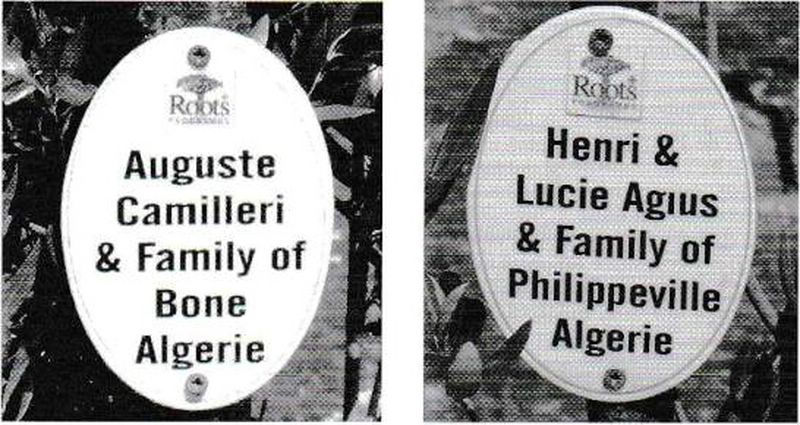 Roots
Auguste
Camilleri
& Family of
Bone
Algerie
Roots
Henri &
Lucie Agius
& Family of
Philippeville
Algerie